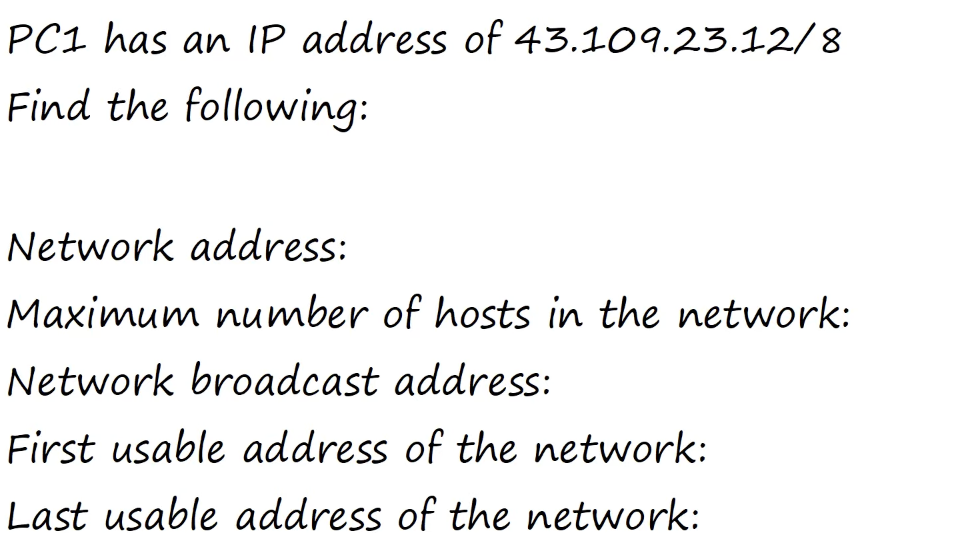 PC1 has an IP address of 43.109.23.12/8
Find the following:
Network address:
Maximum number of hosts in the network:
Network broadcast address:
First usable address of the network:
Last usable address of the network: